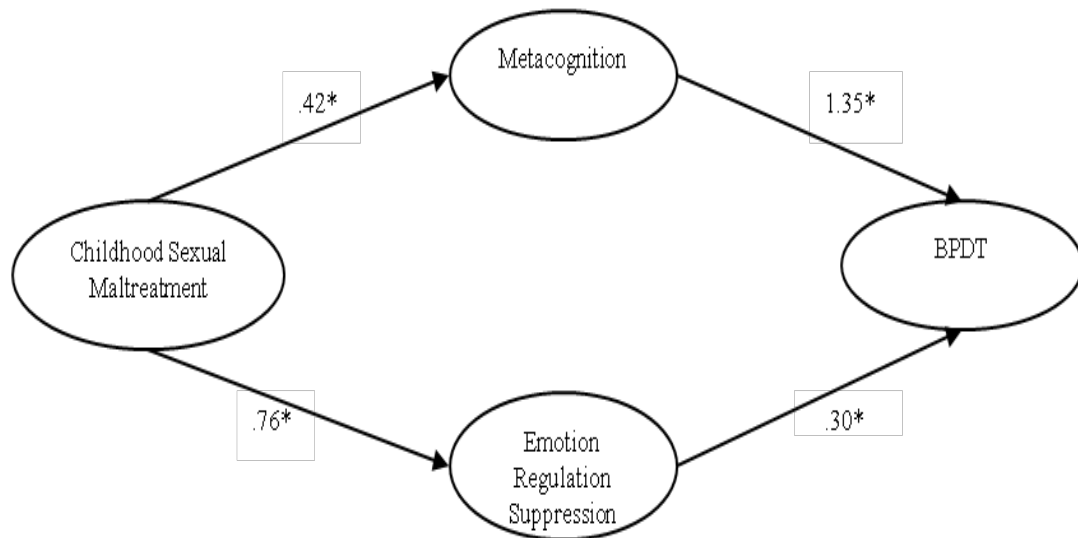 Metacognition
.42*
1.35*
Childhood Sexual
Maltreatment
BPDT
.76*
.30*
Emotion
Regulation
Suppression